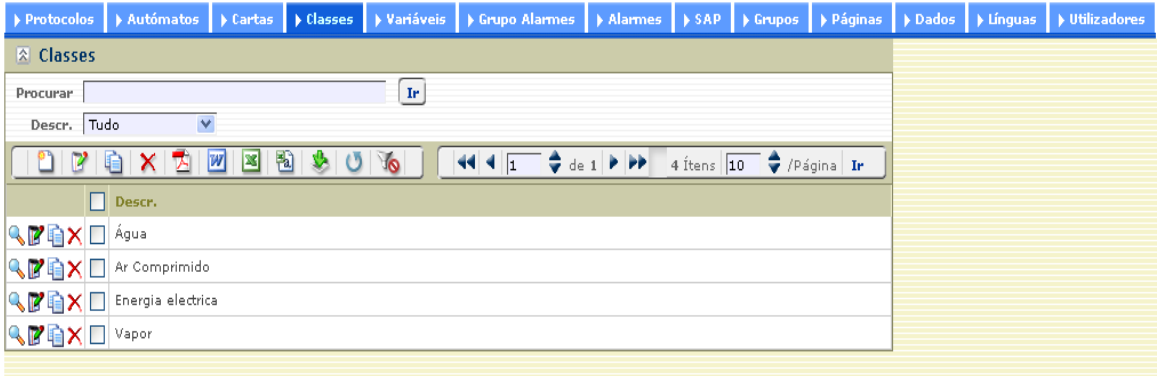 Protocolos Autómatos Cartas Classes Variáveis Grupo Alarmes Alarmes SAP Grupos Páginas Dados Línguas Utilizadores
Classes
Procurar Ir
Descr. Tudo
1 de 1 4 Ítens 10 /Página Ir
Descr.
Água
Ar Comprimido
Energia electrica
Vapor